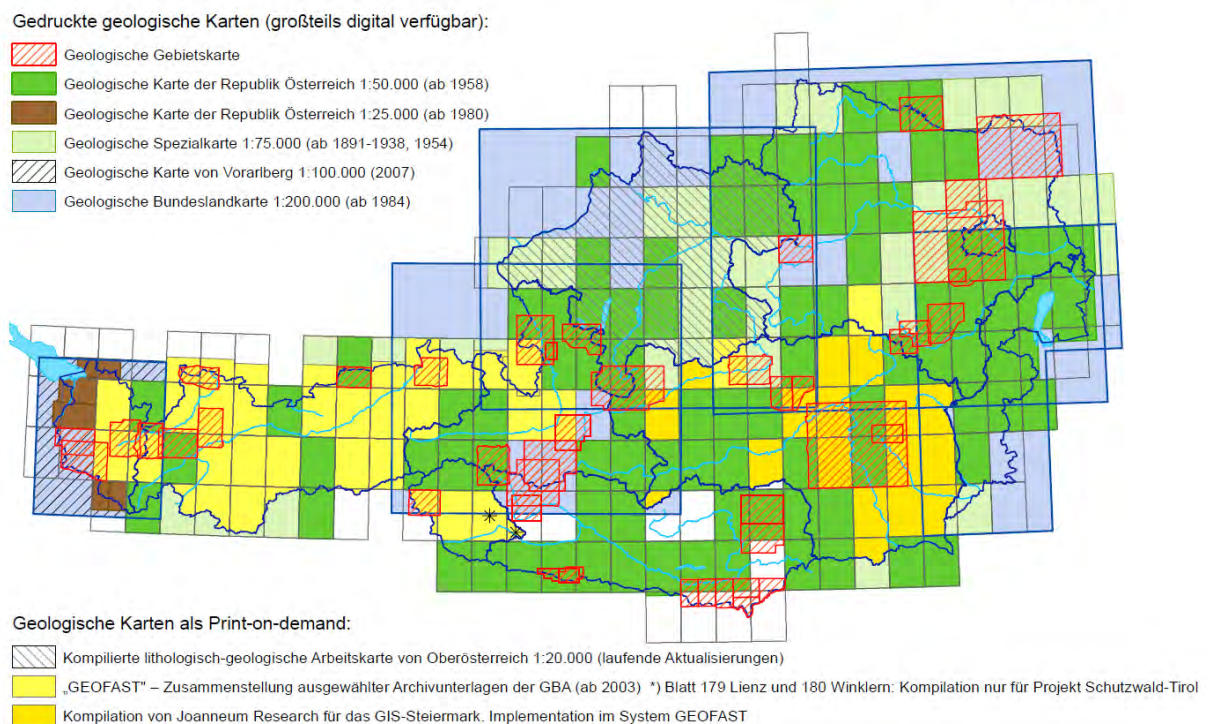 Gedruckte geologische Karten (großteils digital verfügbar):
Geologische Gebietskarte
Geologische Karte der Republik Österreich 1:50.000 (ab 1958)
Geologische Karte der Republik Österreich 1:25.000 (ab 1980)
Geologische Spezialkarte 1:75.000 (ab 1891-1938, 1954)
Geologische Karte von Vorarlberg 1:100.000 (2007)
Geologische Bundeslandkarte 1:200.000 (ab 1984)
Geologische Karten als Print-on-demand:
Kompilierte lithologisch-geologische Arbeitskarte von Oberösterreich 1:20.000 (laufende Aktualisierungen)
„GEOFAST" – Zusammenstellung ausgewählter Archivunterlagen der GBA (ab 2003) *) Blatt 179 Lienz und 180 Winklern: Kompilation nur für Projekt Schutzwald-Tirol
Kompilation von Joanneum Research für das GIS-Steiermark. Implementation im System GEOFAST